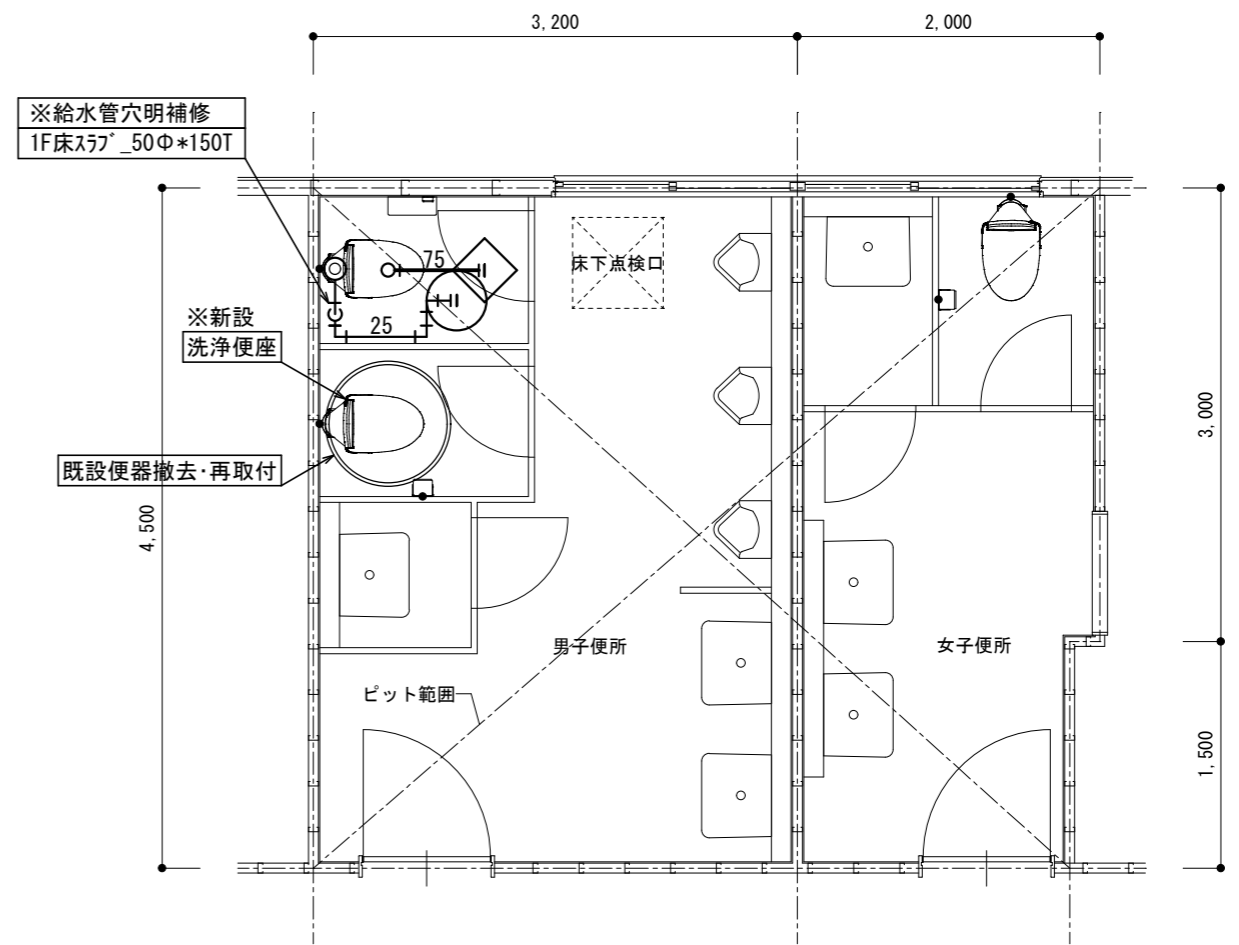 3,200
2,000
※給水管穴明補修
1F床ｽﾗﾌﾞ_50Φ*150T
75
床下点検口
25
※新設
洗浄便座
既設便器撤去・再取付
4,500
3,000
男子便所
女子便所
ピット範囲
1,500